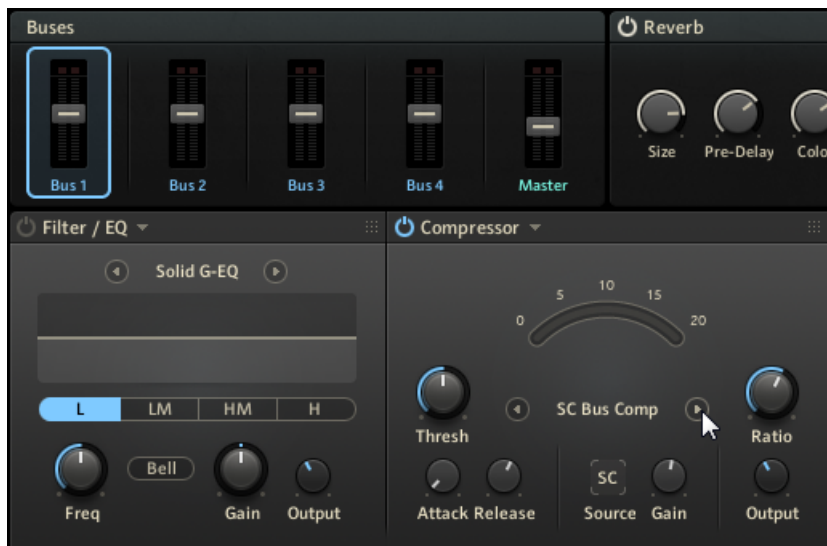 Buses
Reverb
Bus 1
Bus 2
Bus 3
Bus 4
Master
Size
Pre-Delay
Colo
Filter / EQ
Compressor
Solid G-EQ
0
5
10
15
20
L
LM
HM
H
Thresh
SC Bus Comp
Ratio
Bell
SC
Freq
Gain
Output
Attack
Release
Source
Gain
Output